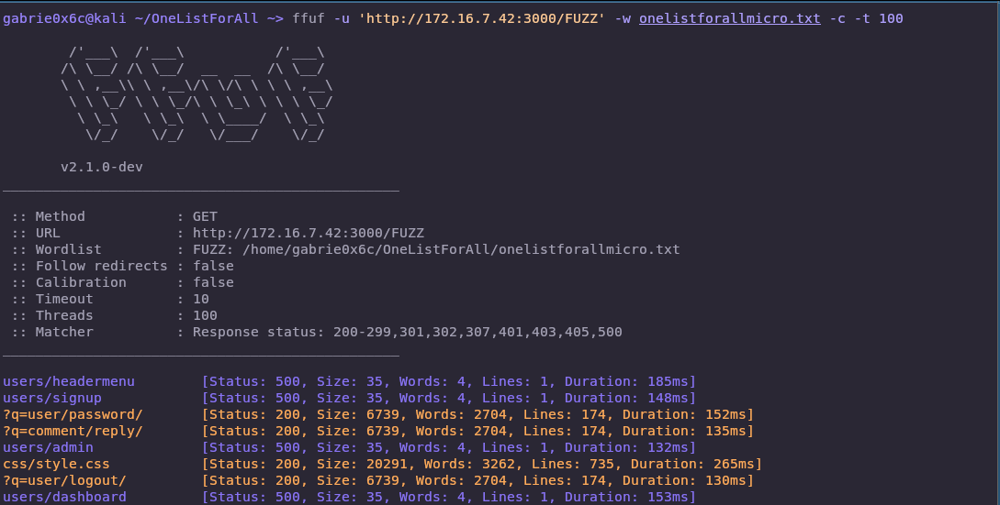 gabrie0x6c@kali ~/OneListForAll ~> ffuf -u 'http://172.16.7.42:3000/FUZZ' -w onelistforallmicro.txt -c -t 100
        /'___\  /'___\           /'___\
       /\ \__/ /\ \__/  __  __  /\ \__/
       \ \ ,__\\ \ ,__\/\ \/\ \ \ \ ,__\
        \ \ \_/ \ \ \_/\ \ \_\ \ \ \ \_/
         \ \_\   \ \_\  \ \____/  \ \_\
          \/_/    \/_/   \/___/    \/_/
v2.1.0-dev
________________________________________________
:: Method           : GET
:: URL              : http://172.16.7.42:3000/FUZZ
:: Wordlist         : FUZZ: /home/gabrie0x6c/OneListForAll/onelistforallmicro.txt
:: Follow redirects : false
:: Calibration      : false
:: Timeout          : 10
:: Threads          : 100
:: Matcher          : Response status: 200-299,301,302,307,401,403,405,500
________________________________________________
users/headermenu        [Status: 500, Size: 35, Words: 4, Lines: 1, Duration: 185ms]
users/signup            [Status: 500, Size: 35, Words: 4, Lines: 1, Duration: 148ms]
?q=user/password/       [Status: 200, Size: 6739, Words: 2704, Lines: 174, Duration: 152ms]
?q=comment/reply/       [Status: 200, Size: 6739, Words: 2704, Lines: 174, Duration: 135ms]
users/admin             [Status: 500, Size: 35, Words: 4, Lines: 1, Duration: 132ms]
css/style.css           [Status: 200, Size: 20291, Words: 3262, Lines: 735, Duration: 265ms]
?q=user/logout/         [Status: 200, Size: 6739, Words: 2704, Lines: 174, Duration: 130ms]
users/dashboard         [Status: 500, Size: 35, Words: 4, Lines: 1, Duration: 153ms]